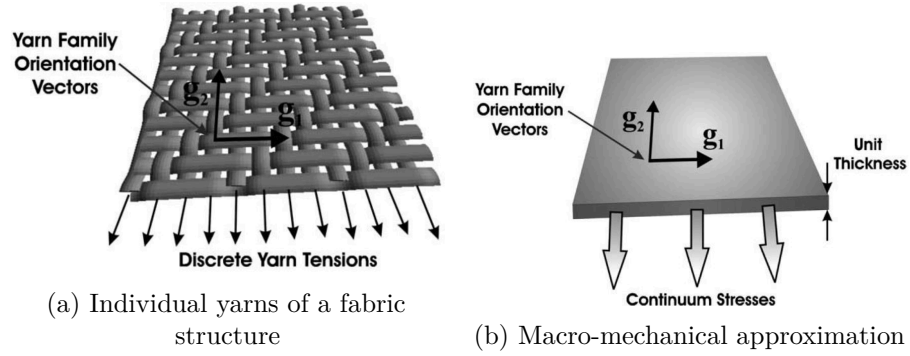 Yarn Family
Orientation
Vectors
g₂
g₁
Discrete Yarn Tensions
(a) Individual yarns of a fabric
structure
Yarn Family
Orientation
Vectors
g₂
g₁
Unit
Thickness
Continuum Stresses
(b) Macro-mechanical approximation